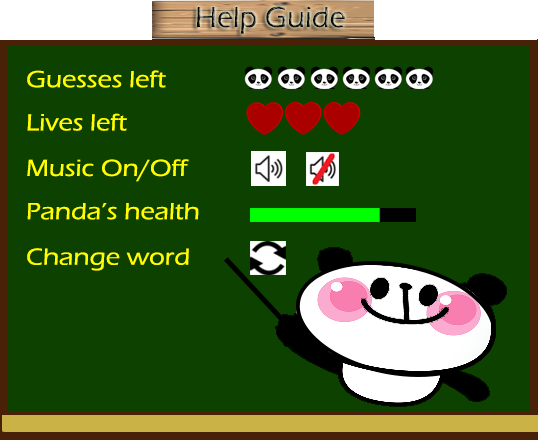 Help Guide
Guesses left
Lives left
Music On/Off
Panda's health
Change word